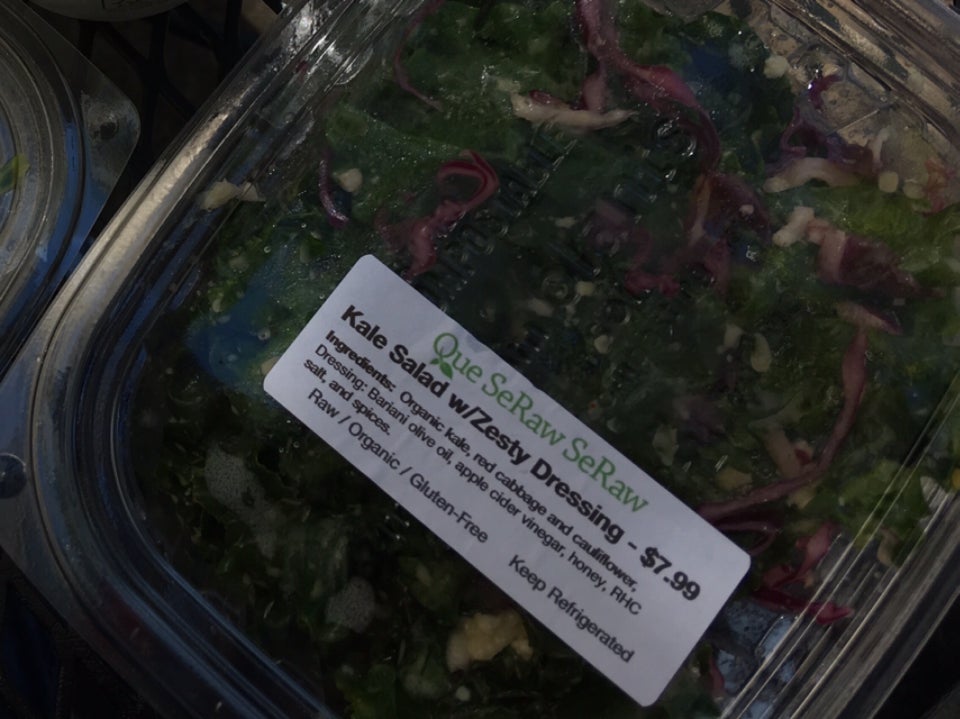 Que SeRaw SeRaw
Kale Salad w/Zesty Dressing - $7.99
Ingredients: Organic kale, red cabbage and cauliflower,
Dressing: Bariani olive oil, apple cider vinegar, honey, RHC
salt, and spices.
Raw / Organic / Gluten-Free Keep Refrigerated